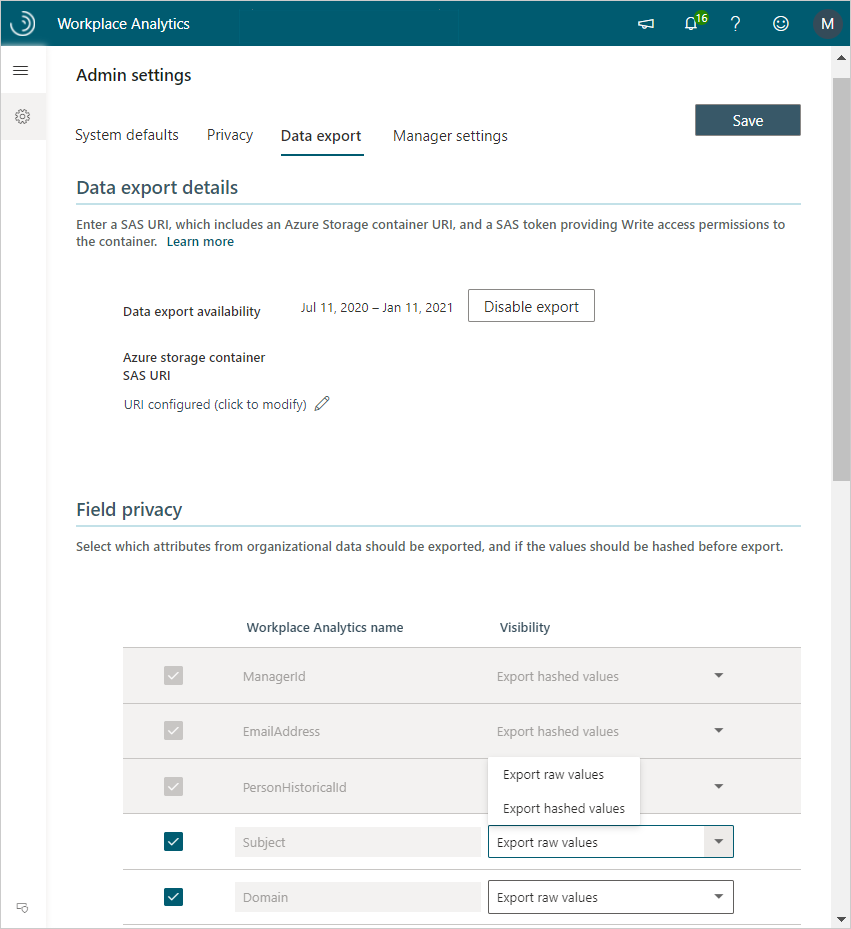 Workplace Analytics
16
?
M
Admin settings
System defaults
Privacy
Data export
Manager settings
Save
Data export details
Enter a SAS URI, which includes an Azure Storage container URI, and a SAS token providing Write access permissions to
the container. Learn more
Data export availability
Jul 11, 2020 – Jan 11, 2021
Disable export
Azure storage container
SAS URI
URI configured (click to modify)
Field privacy
Select which attributes from organizational data should be exported, and if the values should be hashed before export.
Workplace Analytics name
Visibility
ManagerId
Export hashed values
EmailAddress
Export hashed values
PersonHistoricalId
Export raw values
Export hashed values
Subject
Export raw values
Domain
Export raw values